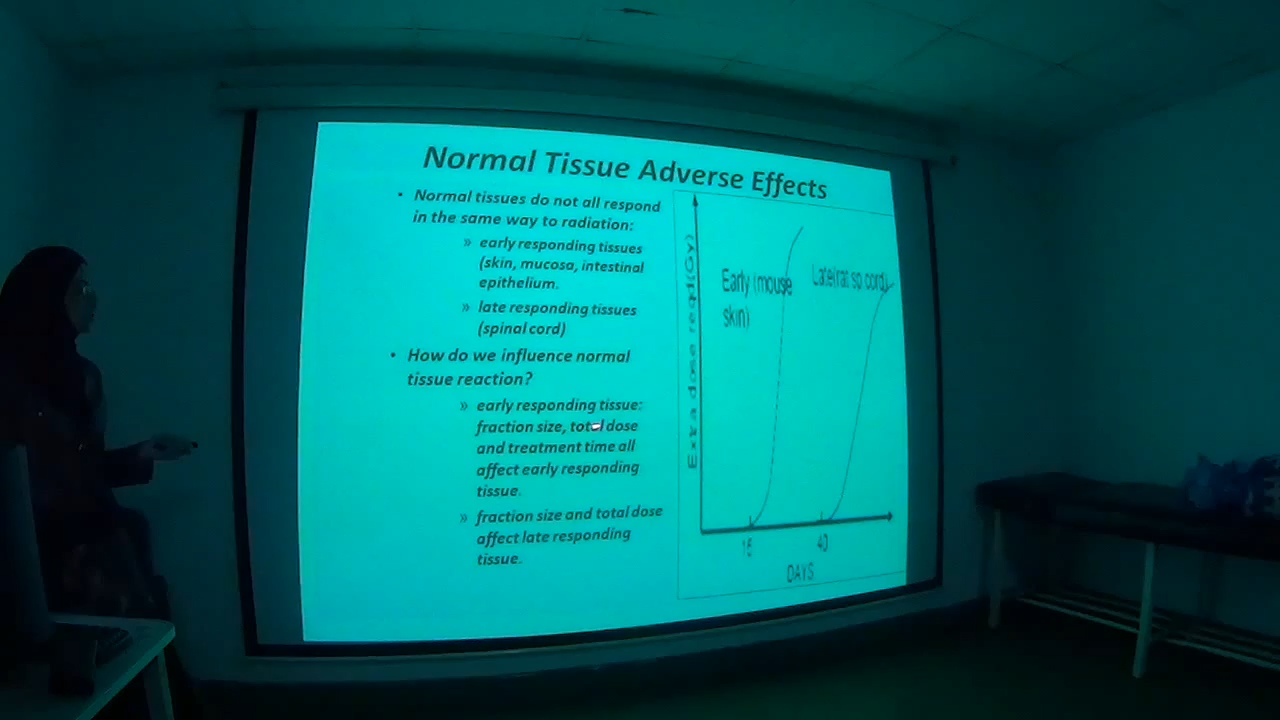 Normal Tissue Adverse Effects
• Normal tissues do not all respond
in the same way to radiation:
» early responding tissues
(skin, mucosa, intestinal
epithelium.
» late responding tissues
(spinal cord)
• How do we influence normal
tissue reaction?
» early responding tissue:
fraction size, total dose
and treatment time all
affect early responding
tissue.
» fraction size and total dose
affect late responding
tissue.
Extra dose reqd(Gy)
Early (mouse
skin)
Late(rat sp.cord)
15 40
DAYS